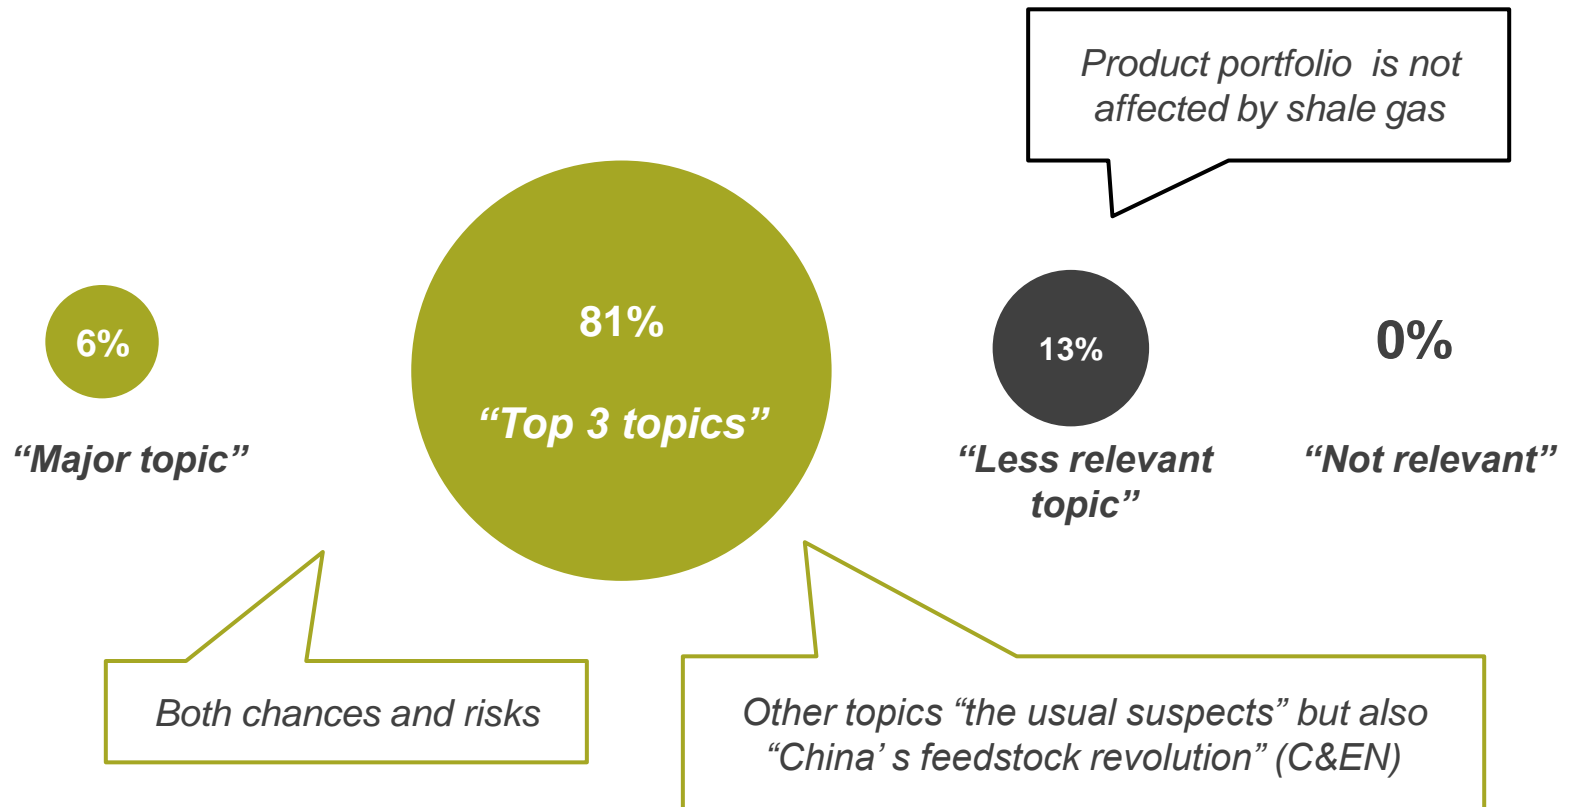 Product portfolio  is not
affected by shale gas
6%
“Major topic”
81%
“Top 3 topics”
13%
“Less relevant
topic”
0%
“Not relevant”
Both chances and risks
Other topics “the usual suspects” but also
“China’ s feedstock revolution” (C&EN)